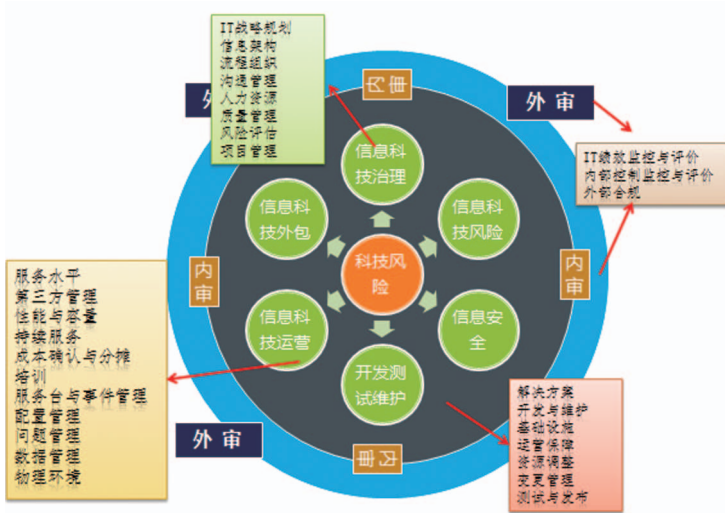 IT战略规划
信息架构
流程组织
沟通管理
人力资源
质量管理
风险评估
项目管理
外
内审
外审
IT绩效监控与评价
内部控制监控与评价
外部合规
信息科
技治理
信息科
技外包
信息科
技风险
科技风
险
内
审
内
审
信息科
技运营
信息安
全
开发测
试维护
服务水平
第三方管理
性能与容量
持续服务
成本确认与分摊
培训
服务台与事件管理
配置管理
问题管理
数据管理
物理环境
外审
内审
解决方案
开发与维护
基础设施
运营保障
资源调整
变更管理
测试与发布